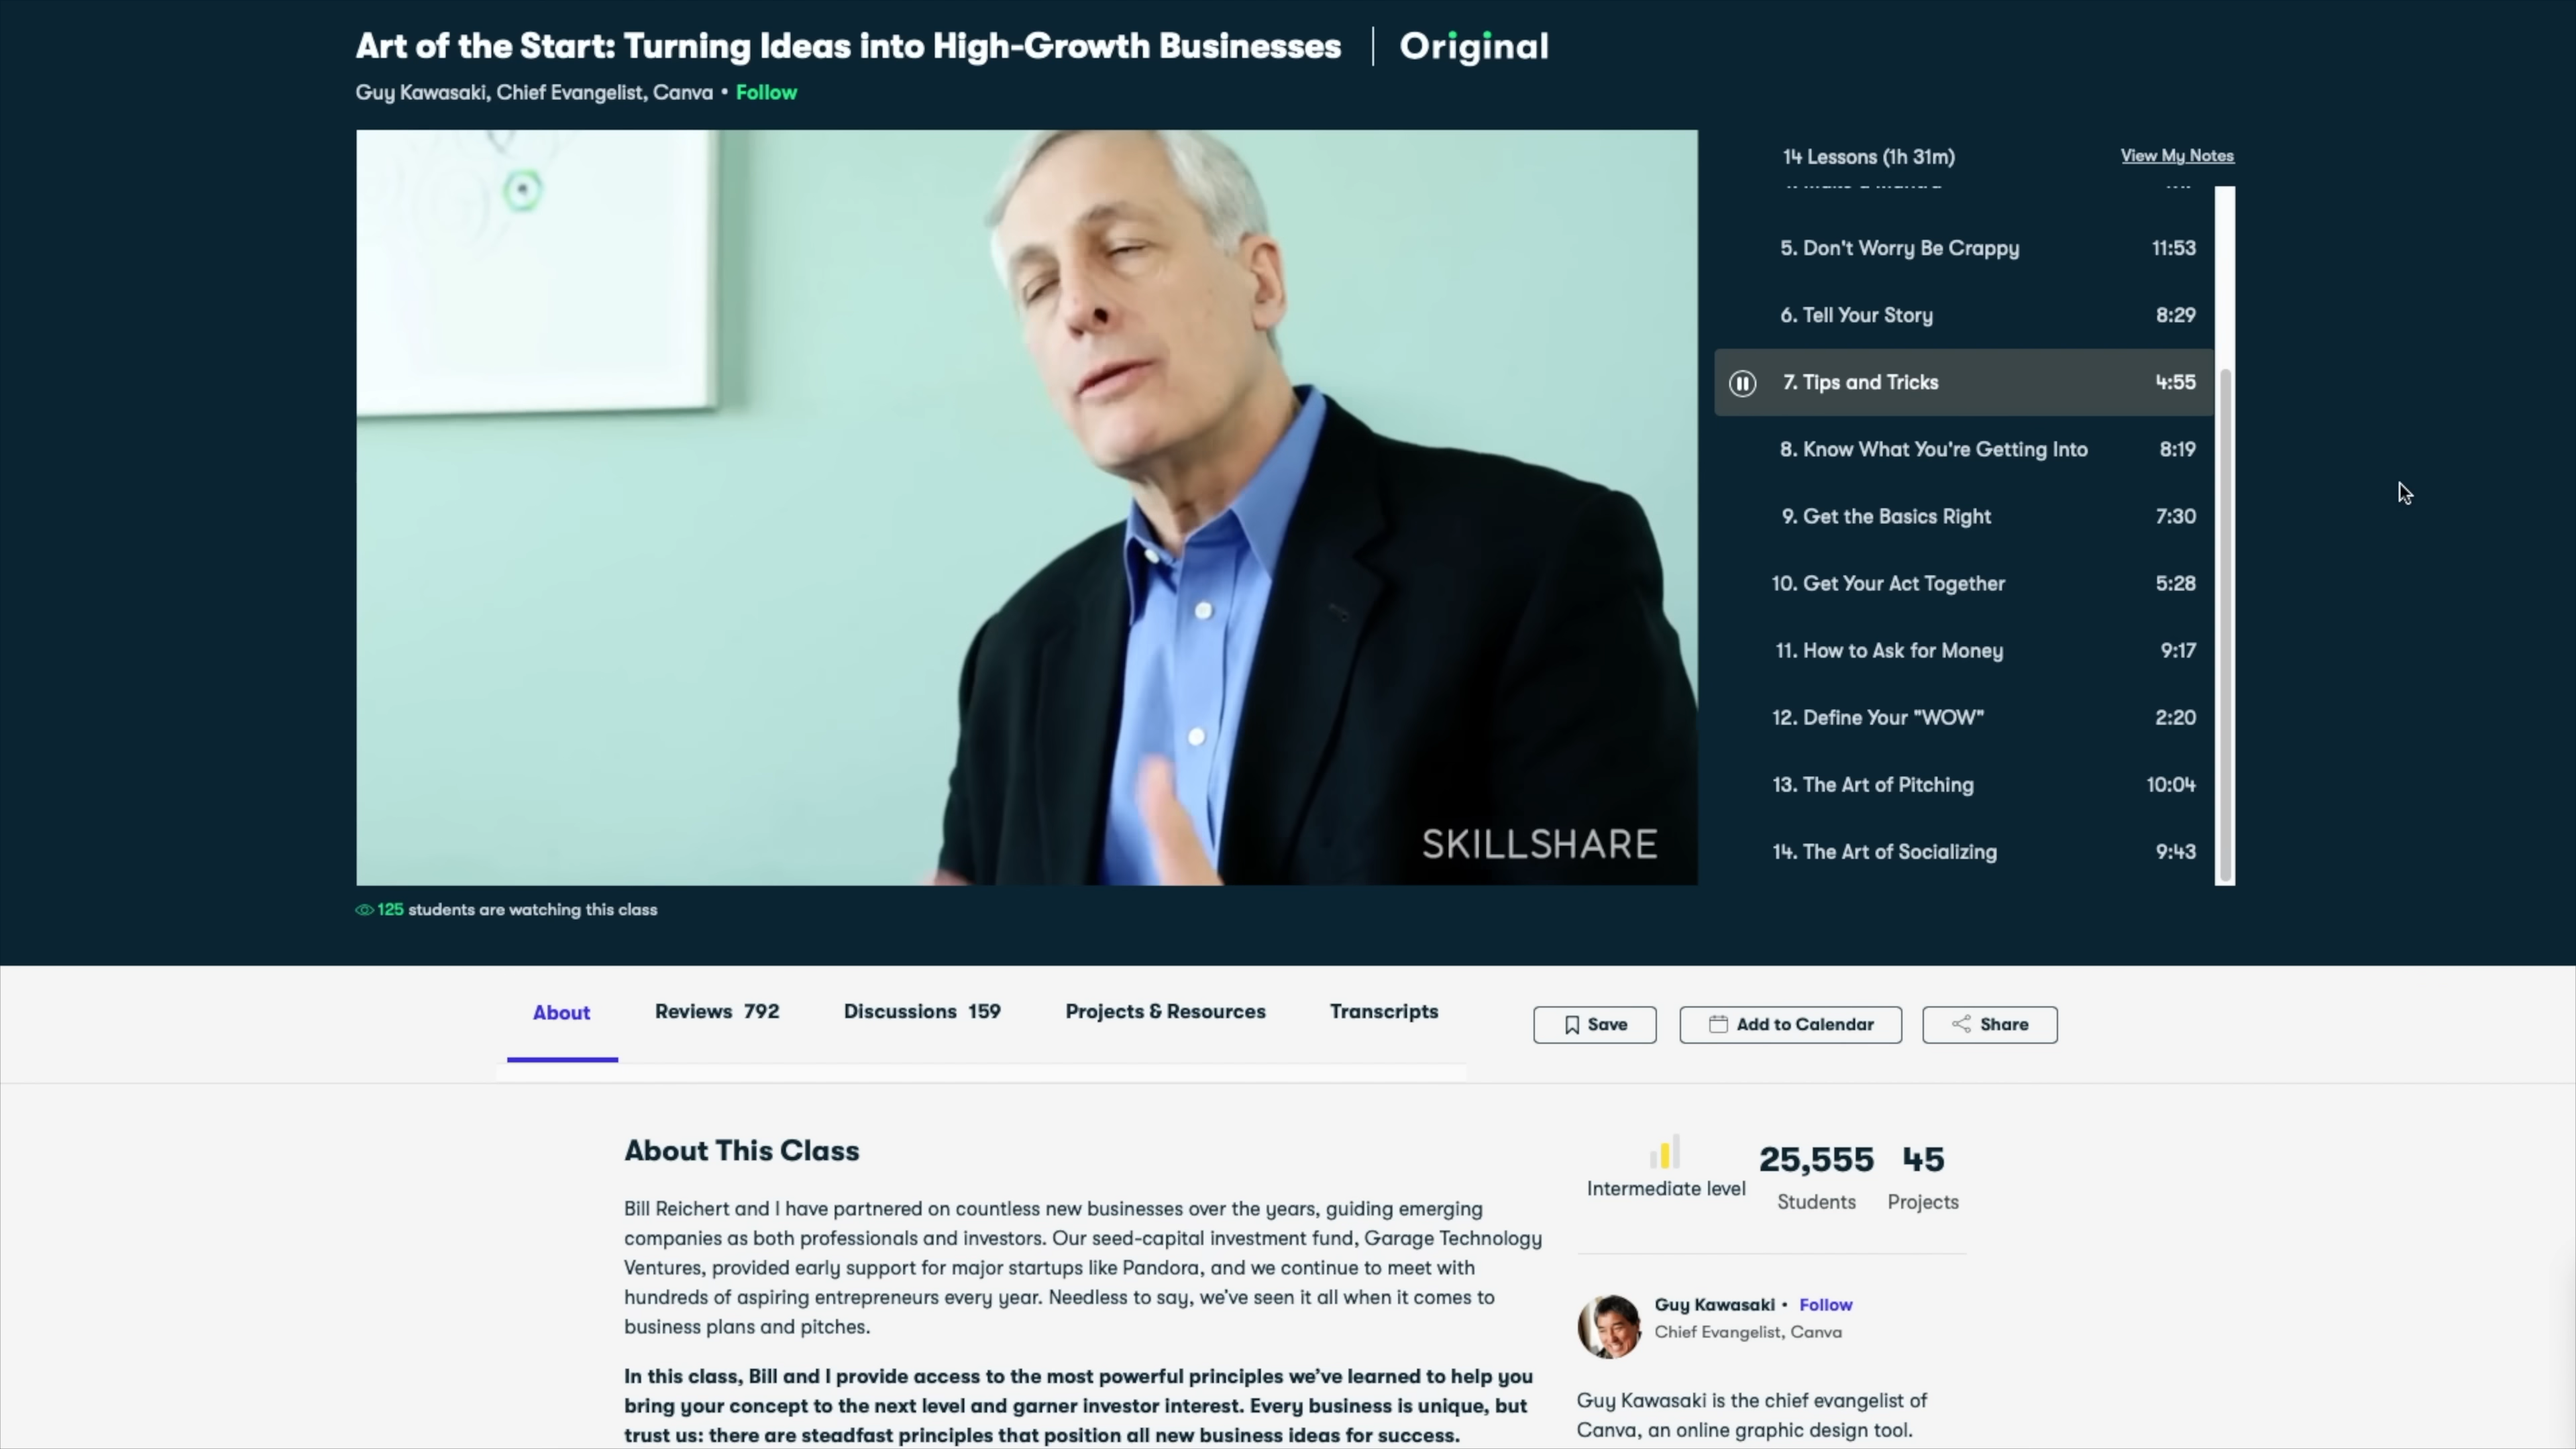 Art of the Start: Turning Ideas into High-Growth Businesses | Original
Guy Kawasaki, Chief Evangelist, Canva • Follow
14 Lessons (1h 31m) View My Notes
5. Don't Worry Be Crappy 11:53
6. Tell Your Story 8:29
7. Tips and Tricks 4:55
8. Know What You're Getting Into 8:19
9. Get the Basics Right 7:30
10. Get Your Act Together 5:28
11. How to Ask for Money 9:17
12. Define Your "WOW" 2:20
13. The Art of Pitching 10:04
14. The Art of Socializing 9:43
SKILLSHARE
125 students are watching this class
About Reviews 792 Discussions 159 Projects & Resources Transcripts Save Add to Calendar Share
About This Class
Bill Reichert and I have partnered on countless new businesses over the years, guiding emerging
companies as both professionals and investors. Our seed-capital investment fund, Garage Technology
Ventures, provided early support for major startups like Pandora, and we continue to meet with
hundreds of aspiring entrepreneurs every year. Needless to say, we've seen it all when it comes to
business plans and pitches.
In this class, Bill and I provide access to the most powerful principles we've learned to help you
bring your concept to the next level and garner investor interest. Every business is unique, but
trust us: there are steadfast principles that position all new business ideas for success.
25,555 45
Intermediate level Students Projects
Guy Kawasaki • Follow
Chief Evangelist, Canva
Guy Kawasaki is the chief evangelist of
Canva, an online graphic design tool.